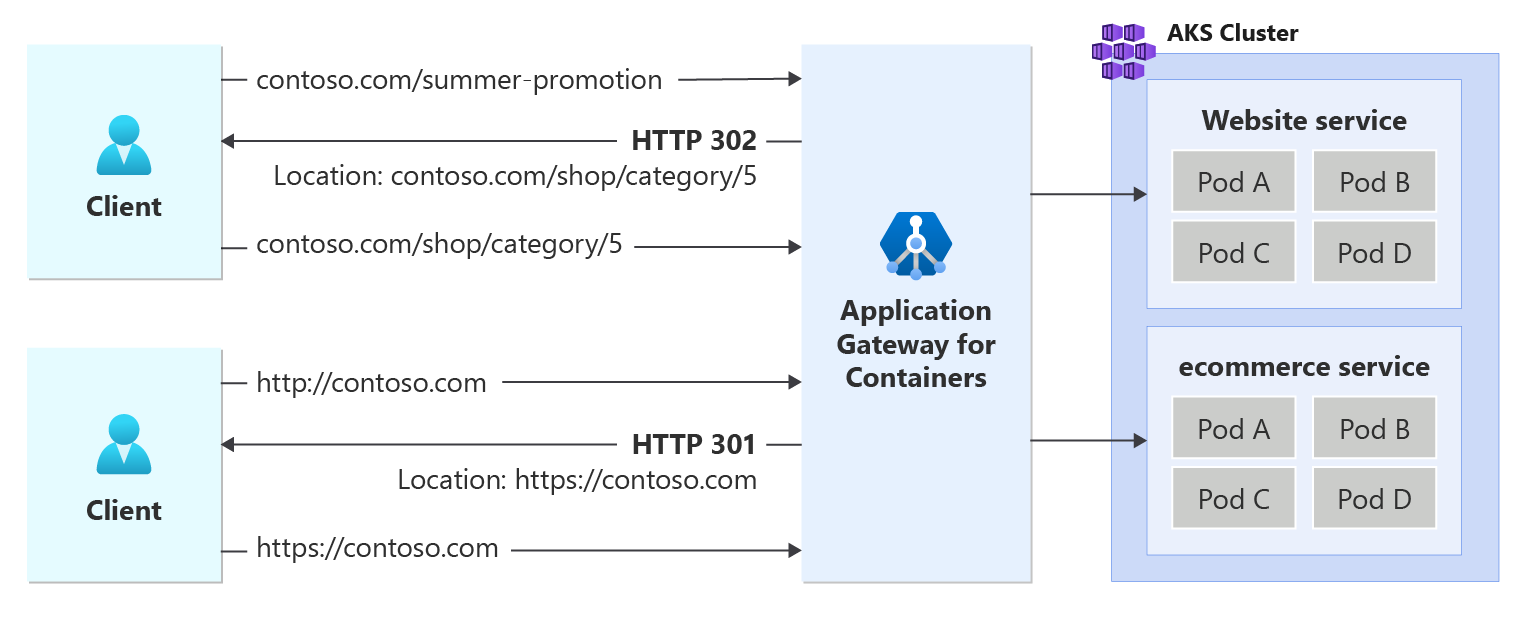 AKS Cluster
contoso.com/summer-promotion
HTTP 302
Location: contoso.com/shop/category/5
Client
contoso.com/shop/category/5
http://contoso.com
HTTP 301
Location: https://contoso.com
Client
https://contoso.com
Application
Gateway for
Containers
Website service
Pod A
Pod B
Pod C
Pod D
ecommerce service
Pod A
Pod B
Pod C
Pod D